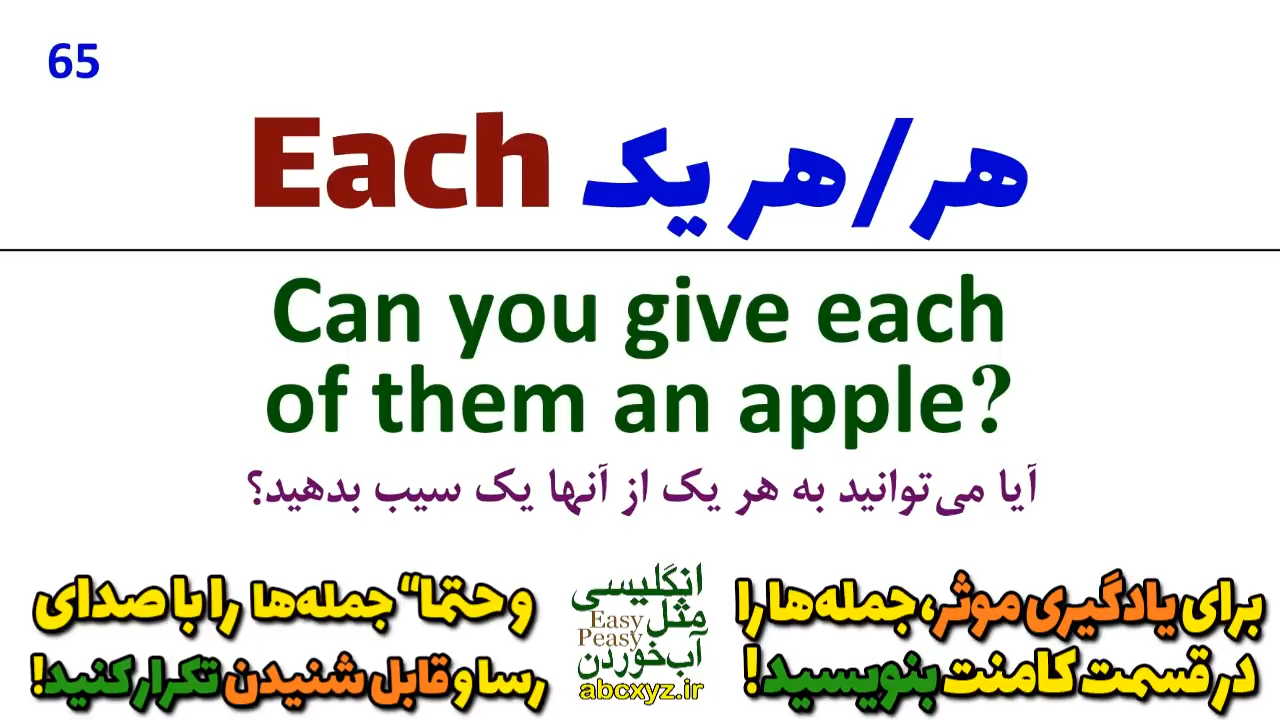 65
Each هر/هر یک
Can you give each
of them an apple?
آیا می‌توانید به هر یک از آنها یک سیب بدهید؟
برای یادگیری موثر، جمله‌ها را
در قسمت کامنت بنویسید!
انگلیسی
مثل
Easy
Peasy
آب خوردن
abcxyz.ir
و حتما“ جمله‌ها را با صدای
رسا و قابل شنیدن تکرار کنید!